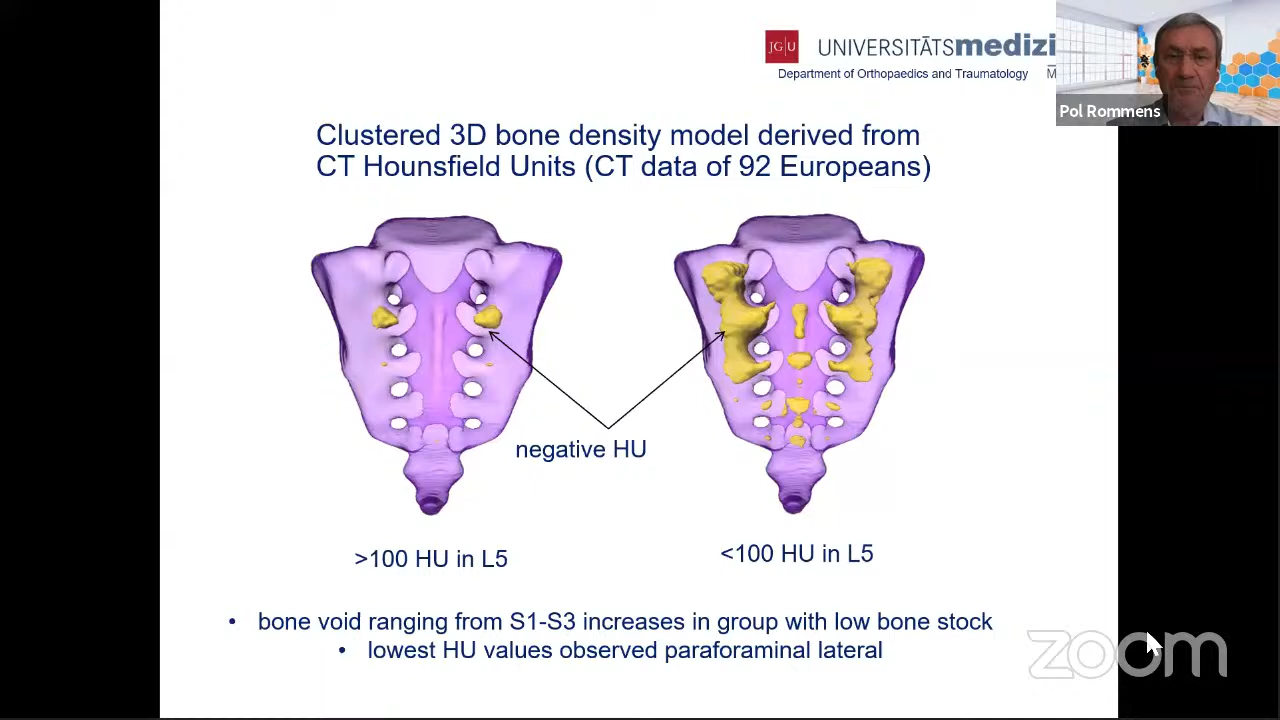 JG|U UNIVERSITĀTSmedizi
Department of Orthopaedics and Traumatology M
Pol Rommens
Clustered 3D bone density model derived from
CT Hounsfield Units (CT data of 92 Europeans)
negative HU
>100 HU in L5
<100 HU in L5
• bone void ranging from S1-S3 increases in group with low bone stock
• lowest HU values observed paraforaminal lateral
zoom